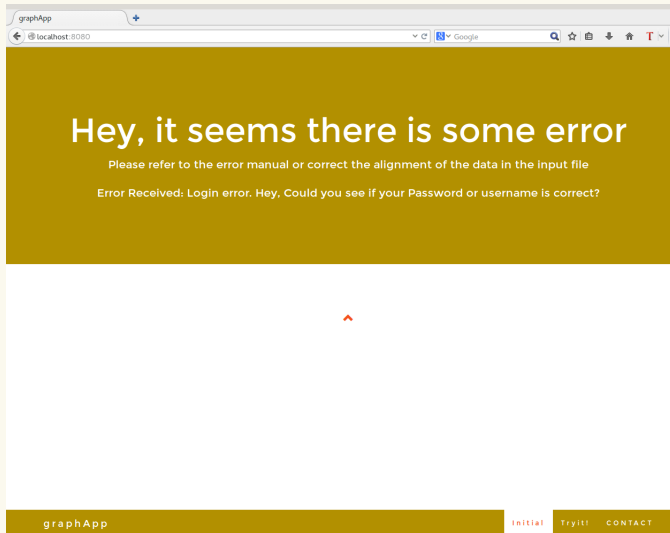 graphApp
localhost:8080
Google
Hey, it seems there is some error
Please refer to the error manual or correct the alignment of the data in the input file
Error Received: Login error. Hey, Could you see if your Password or username is correct?
graphApp
Initial
Tryit!
CONTACT